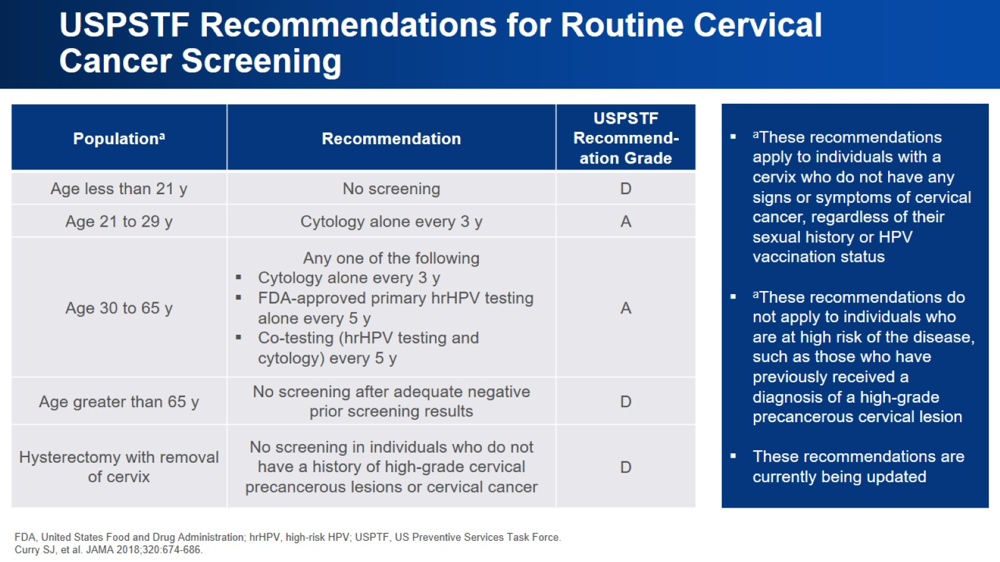 USPSTF Recommendations for Routine Cervical
Cancer Screening
Populationᵃ
Recommendation
USPSTF
Recommend-
ation Grade
Age less than 21 y
No screening
D
Age 21 to 29 y
Cytology alone every 3 y
A
Age 30 to 65 y
Any one of the following
▪ Cytology alone every 3 y
▪ FDA-approved primary hrHPV testing
alone every 5 y
▪ Co-testing (hrHPV testing and
cytology) every 5 y
A
Age greater than 65 y
No screening after adequate negative
prior screening results
D
Hysterectomy with removal
of cervix
No screening in individuals who do not
have a history of high-grade cervical
precancerous lesions or cervical cancer
D
▪ ᵃThese recommendations
apply to individuals with a
cervix who do not have any
signs or symptoms of cervical
cancer, regardless of their
sexual history or HPV
vaccination status
▪ ᵃThese recommendations do
not apply to individuals who
are at high risk of the disease,
such as those who have
previously received a
diagnosis of a high-grade
precancerous cervical lesion
▪ These recommendations are
currently being updated
FDA, United States Food and Drug Administration; hrHPV, high-risk HPV; USPTF, US Preventive Services Task Force.
Curry SJ, et al. JAMA 2018;320:674-686.